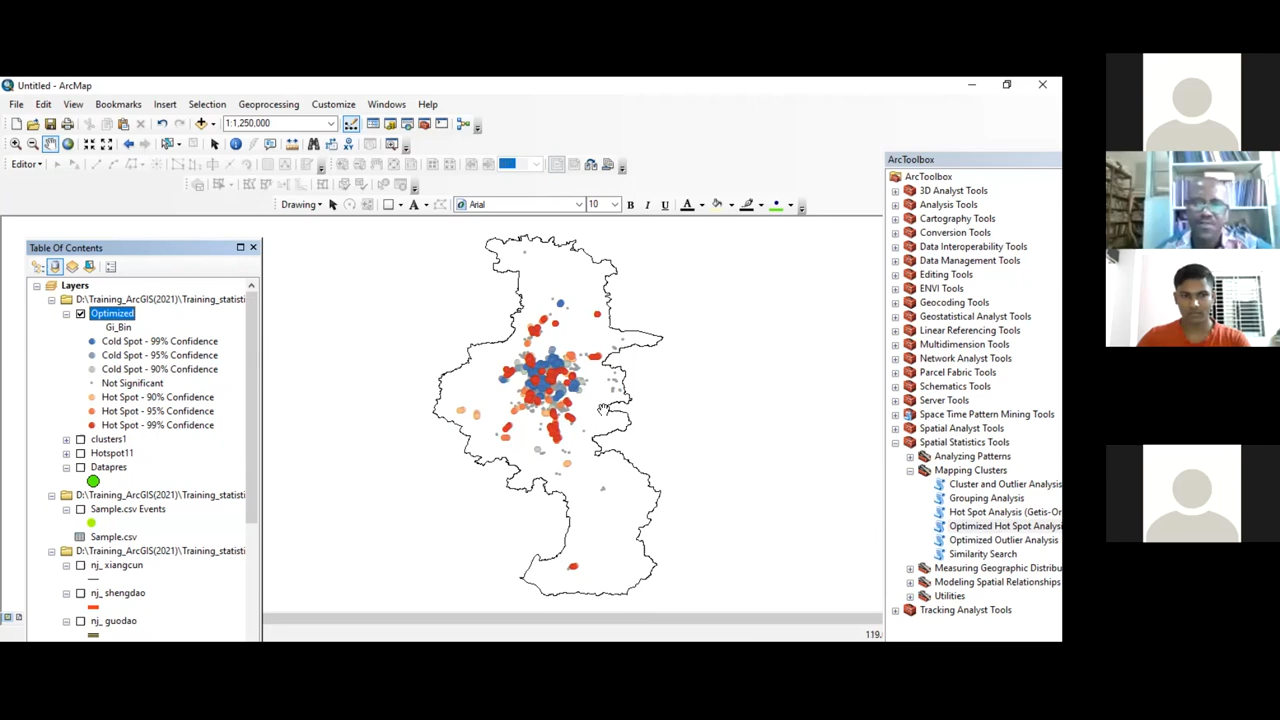 Untitled - ArcMap
File Edit View Bookmarks Insert Selection Geoprocessing Customize Windows Help
1:1,250,000
Editor
Drawing
Arial
10
B I U A
Table Of Contents
Layers
D:\Training_ArcGIS(2021)\Training_statisti
Optimized
Gi_Bin
Cold Spot - 99% Confidence
Cold Spot - 95% Confidence
Cold Spot - 90% Confidence
Not Significant
Hot Spot - 90% Confidence
Hot Spot - 95% Confidence
Hot Spot - 99% Confidence
clusters1
Hotspot11
Datapres
D:\Training_ArcGIS(2021)\Training_statisti
Sample.csv Events
Sample.csv
D:\Training_ArcGIS(2021)\Training_statisti
nj_xiangcun
nj_shengdao
nj_guodao
119.
ArcToolbox
ArcToolbox
3D Analyst Tools
Analysis Tools
Cartography Tools
Conversion Tools
Data Interoperability Tools
Data Management Tools
Editing Tools
ENVI Tools
Geocoding Tools
Geostatistical Analyst Tools
Linear Referencing Tools
Multidimension Tools
Network Analyst Tools
Parcel Fabric Tools
Schematics Tools
Server Tools
Space Time Pattern Mining Tools
Spatial Analyst Tools
Spatial Statistics Tools
Analyzing Patterns
Mapping Clusters
Cluster and Outlier Analysis
Grouping Analysis
Hot Spot Analysis (Getis-Or
Optimized Hot Spot Analysis
Optimized Outlier Analysis
Similarity Search
Measuring Geographic Distribu
Modeling Spatial Relationships
Utilities
Tracking Analyst Tools